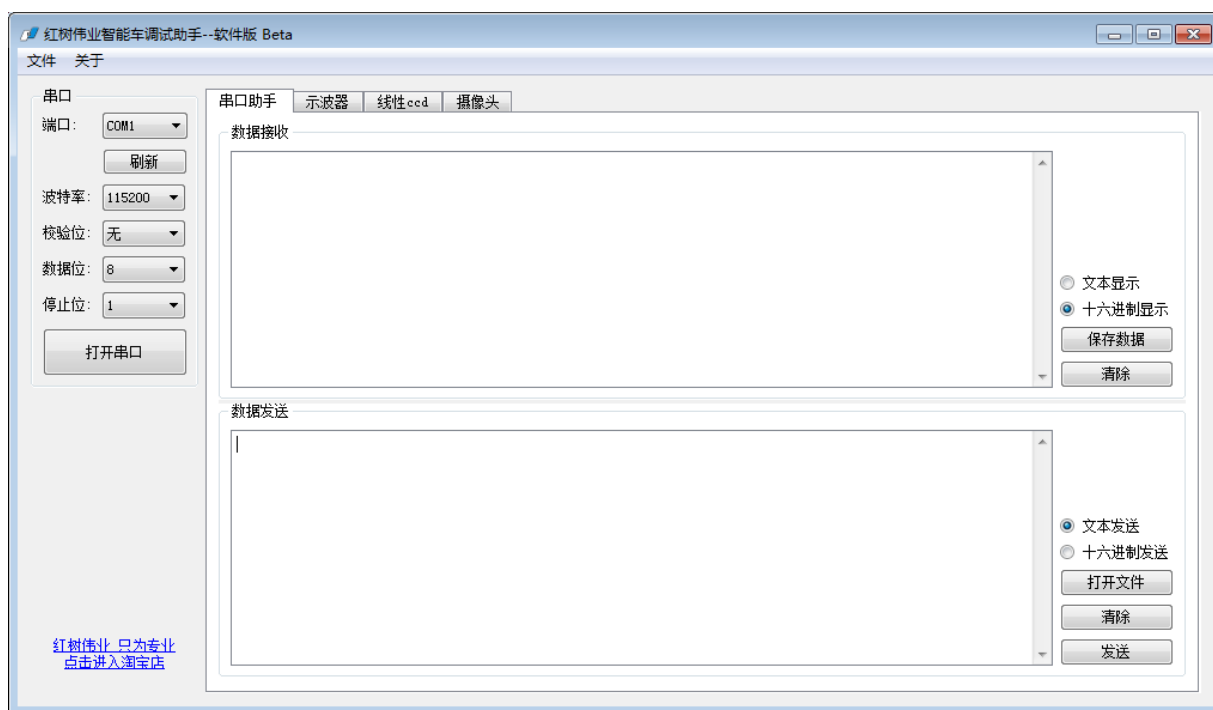 红树伟业智能车调试助手--软件版 Beta
文件 关于
串口
端口: COM1
刷新
波特率: 115200
校验位: 无
数据位: 8
停止位: 1
打开串口
红树伟业 只为专业
点击进入淘宝店
串口助手 示波器 线性ccd 摄像头
数据接收
文本显示
十六进制显示
保存数据
清除
数据发送
文本发送
十六进制发送
打开文件
清除
发送